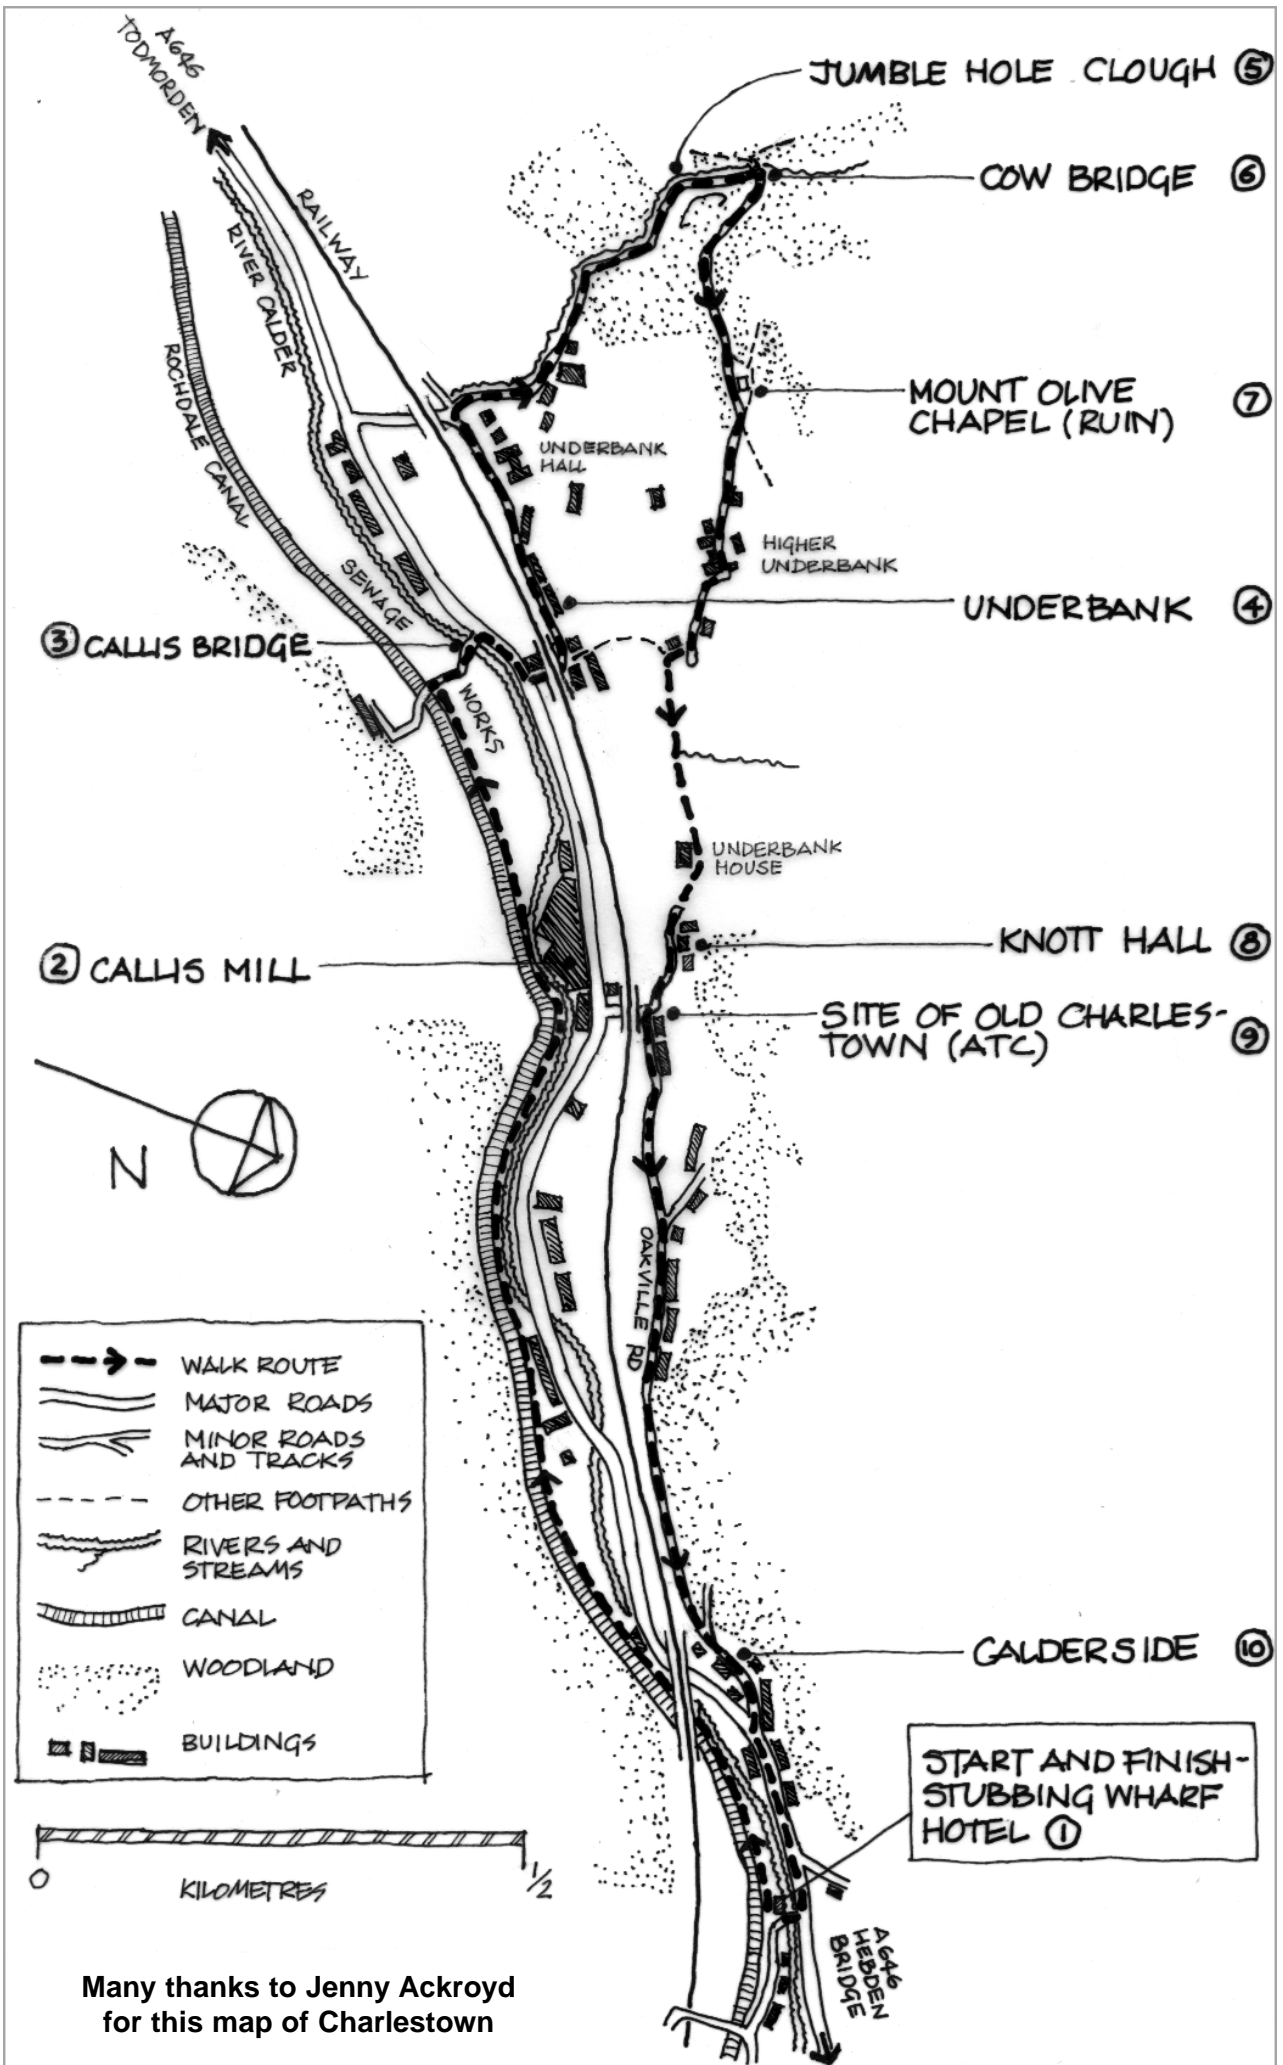 A646
TODMORDEN
JUMBLE HOLE CLOUGH 5
COW BRIDGE 6
RAILWAY
RIVER CALDER
ROCHDALE CANAL
MOUNT OLIVE
CHAPEL (RUIN) 7
UNDERBANK
HALL
HIGHER
UNDERBANK
SEWAGE
WORKS
UNDERBANK 4
3 CALLIS BRIDGE
UNDERBANK
HOUSE
KNOTT HALL 8
2 CALLIS MILL
SITE OF OLD CHARLES-
TOWN (ATC) 9
N
OAKVILLE RD
WALK ROUTE
MAJOR ROADS
MINOR ROADS
AND TRACKS
OTHER FOOTPATHS
RIVERS AND
STREAMS
CANAL
WOODLAND
BUILDINGS
CALDERSIDE 10
START AND FINISH-
STUBBING WHARF
HOTEL 1
0
1/2
KILOMETRES
A646
HEBDEN
BRIDGE
Many thanks to Jenny Ackroyd
for this map of Charlestown